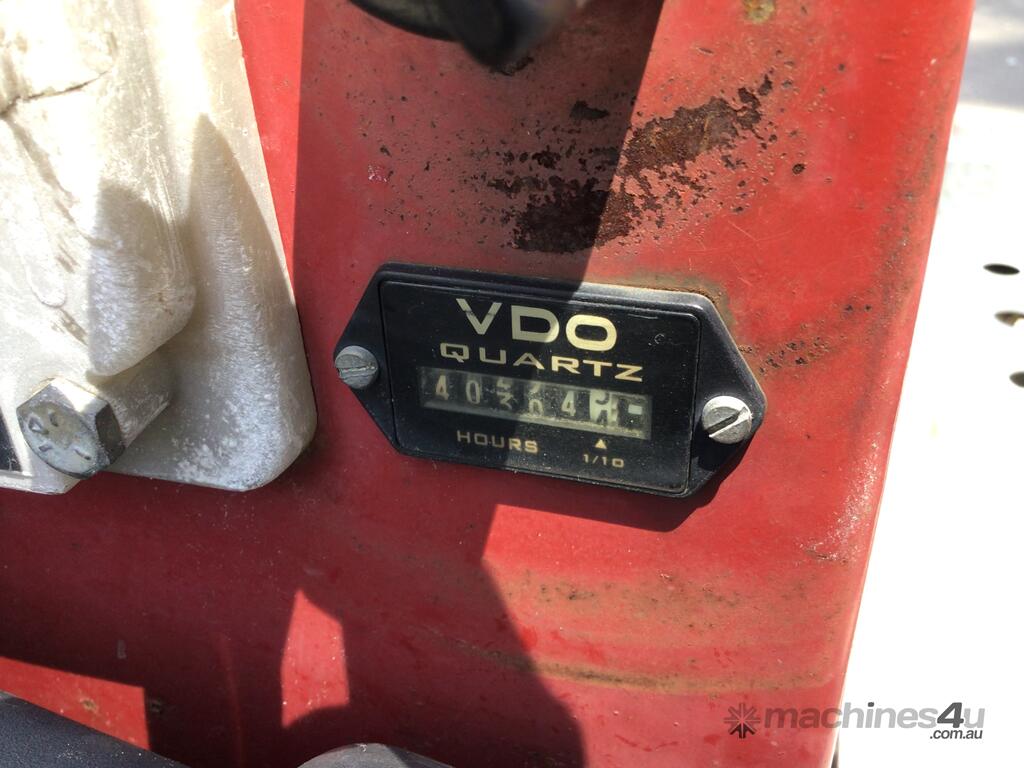 VDO
QUARTZ
HOURS
1/10
machines4u
.com.au